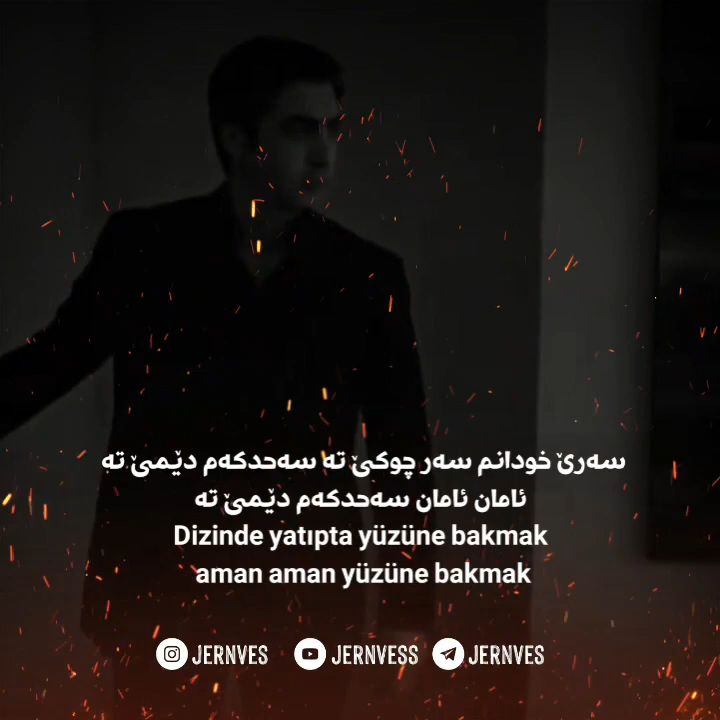 سەرێ خودانم سەر چوکێ تە سەحدکەم دێمێ تە
ئامان ئامان سەحدکەم دێمێ تە
Dizinde yatıpta yüzüne bakmak
aman aman yüzüne bakmak
JERNVES JERNVESS JERNVES